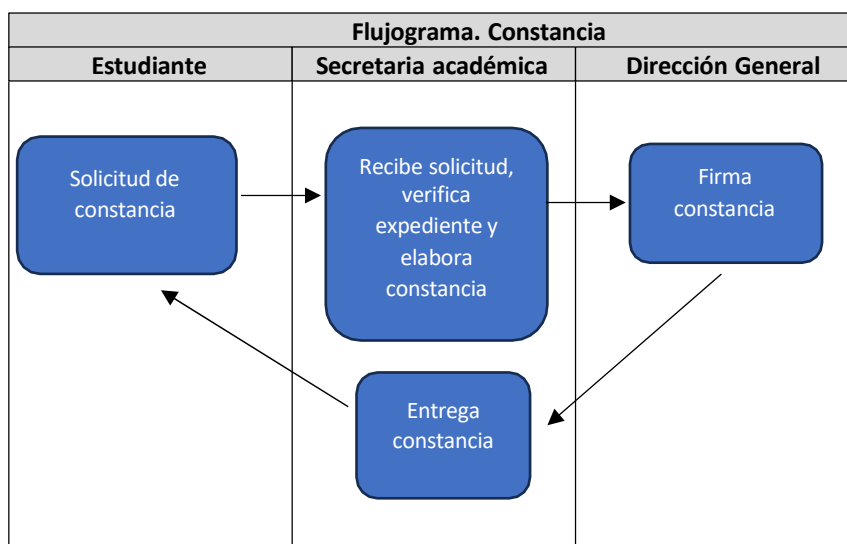 Flujograma. Constancia
Estudiante
Secretaria académica
Dirección General
Solicitud de
constancia
Recibe solicitud,
verifica
expediente y
elabora
constancia
Firma
constancia
Entrega
constancia